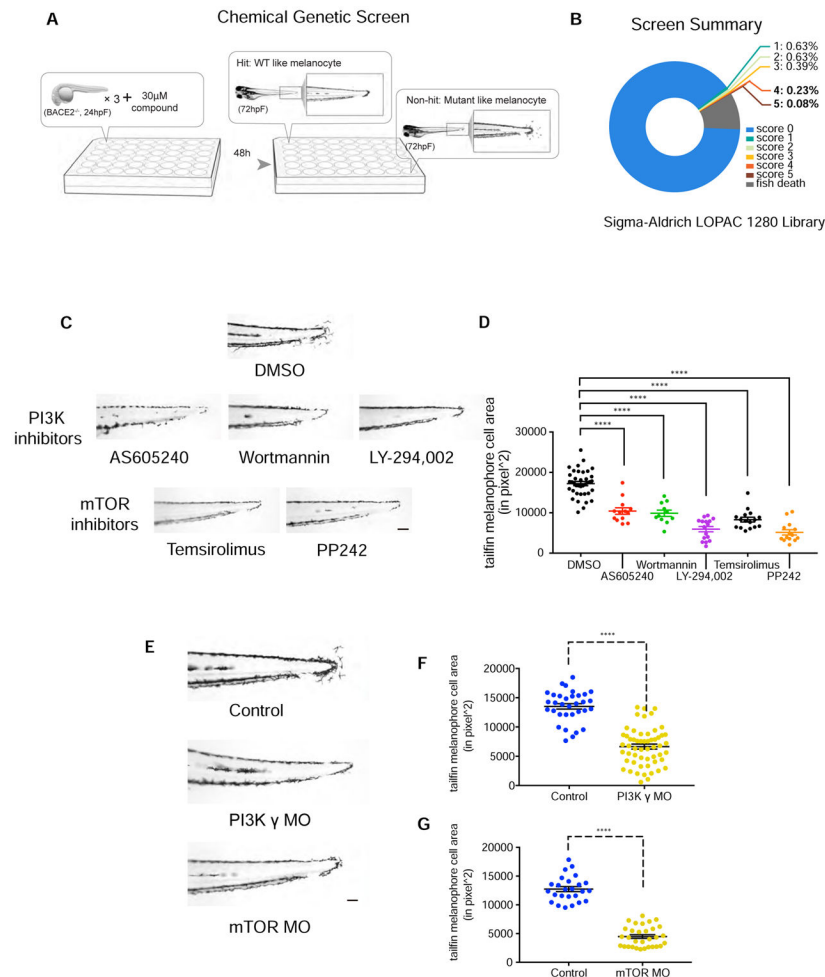 A
Chemical Genetic Screen
Hit: WT like melanocyte
× 3 + 30μM
compound
(BACE2-/-, 24hpF)
(72hpF)
Non-hit: Mutant like melanocyte
(72hpF)
48h
B
Screen Summary
1: 0.63%
2: 0.63%
3: 0.39%
4: 0.23%
5: 0.08%
score 0
score 1
score 2
score 3
score 4
score 5
fish death
Sigma-Aldrich LOPAC 1280 Library
C
DMSO
PI3K
inhibitors
AS605240
Wortmannin
LY-294,002
mTOR
inhibitors
Temsirolimus
PP242
D
****
****
****
****
****
tailfin melanophore cell area
(in pixel^2)
30000
20000
10000
0
DMSO
AS605240
Wortmannin
LY-294,002
Temsirolimus
PP242
E
Control
PI3K γ MO
mTOR MO
F
****
tailfin melanophore cell area
(in pixel^2)
20000
15000
10000
5000
0
Control
PI3K γ MO
G
****
tailfin melanophore cell area
(in pixel^2)
20000
15000
10000
5000
0
Control
mTOR MO